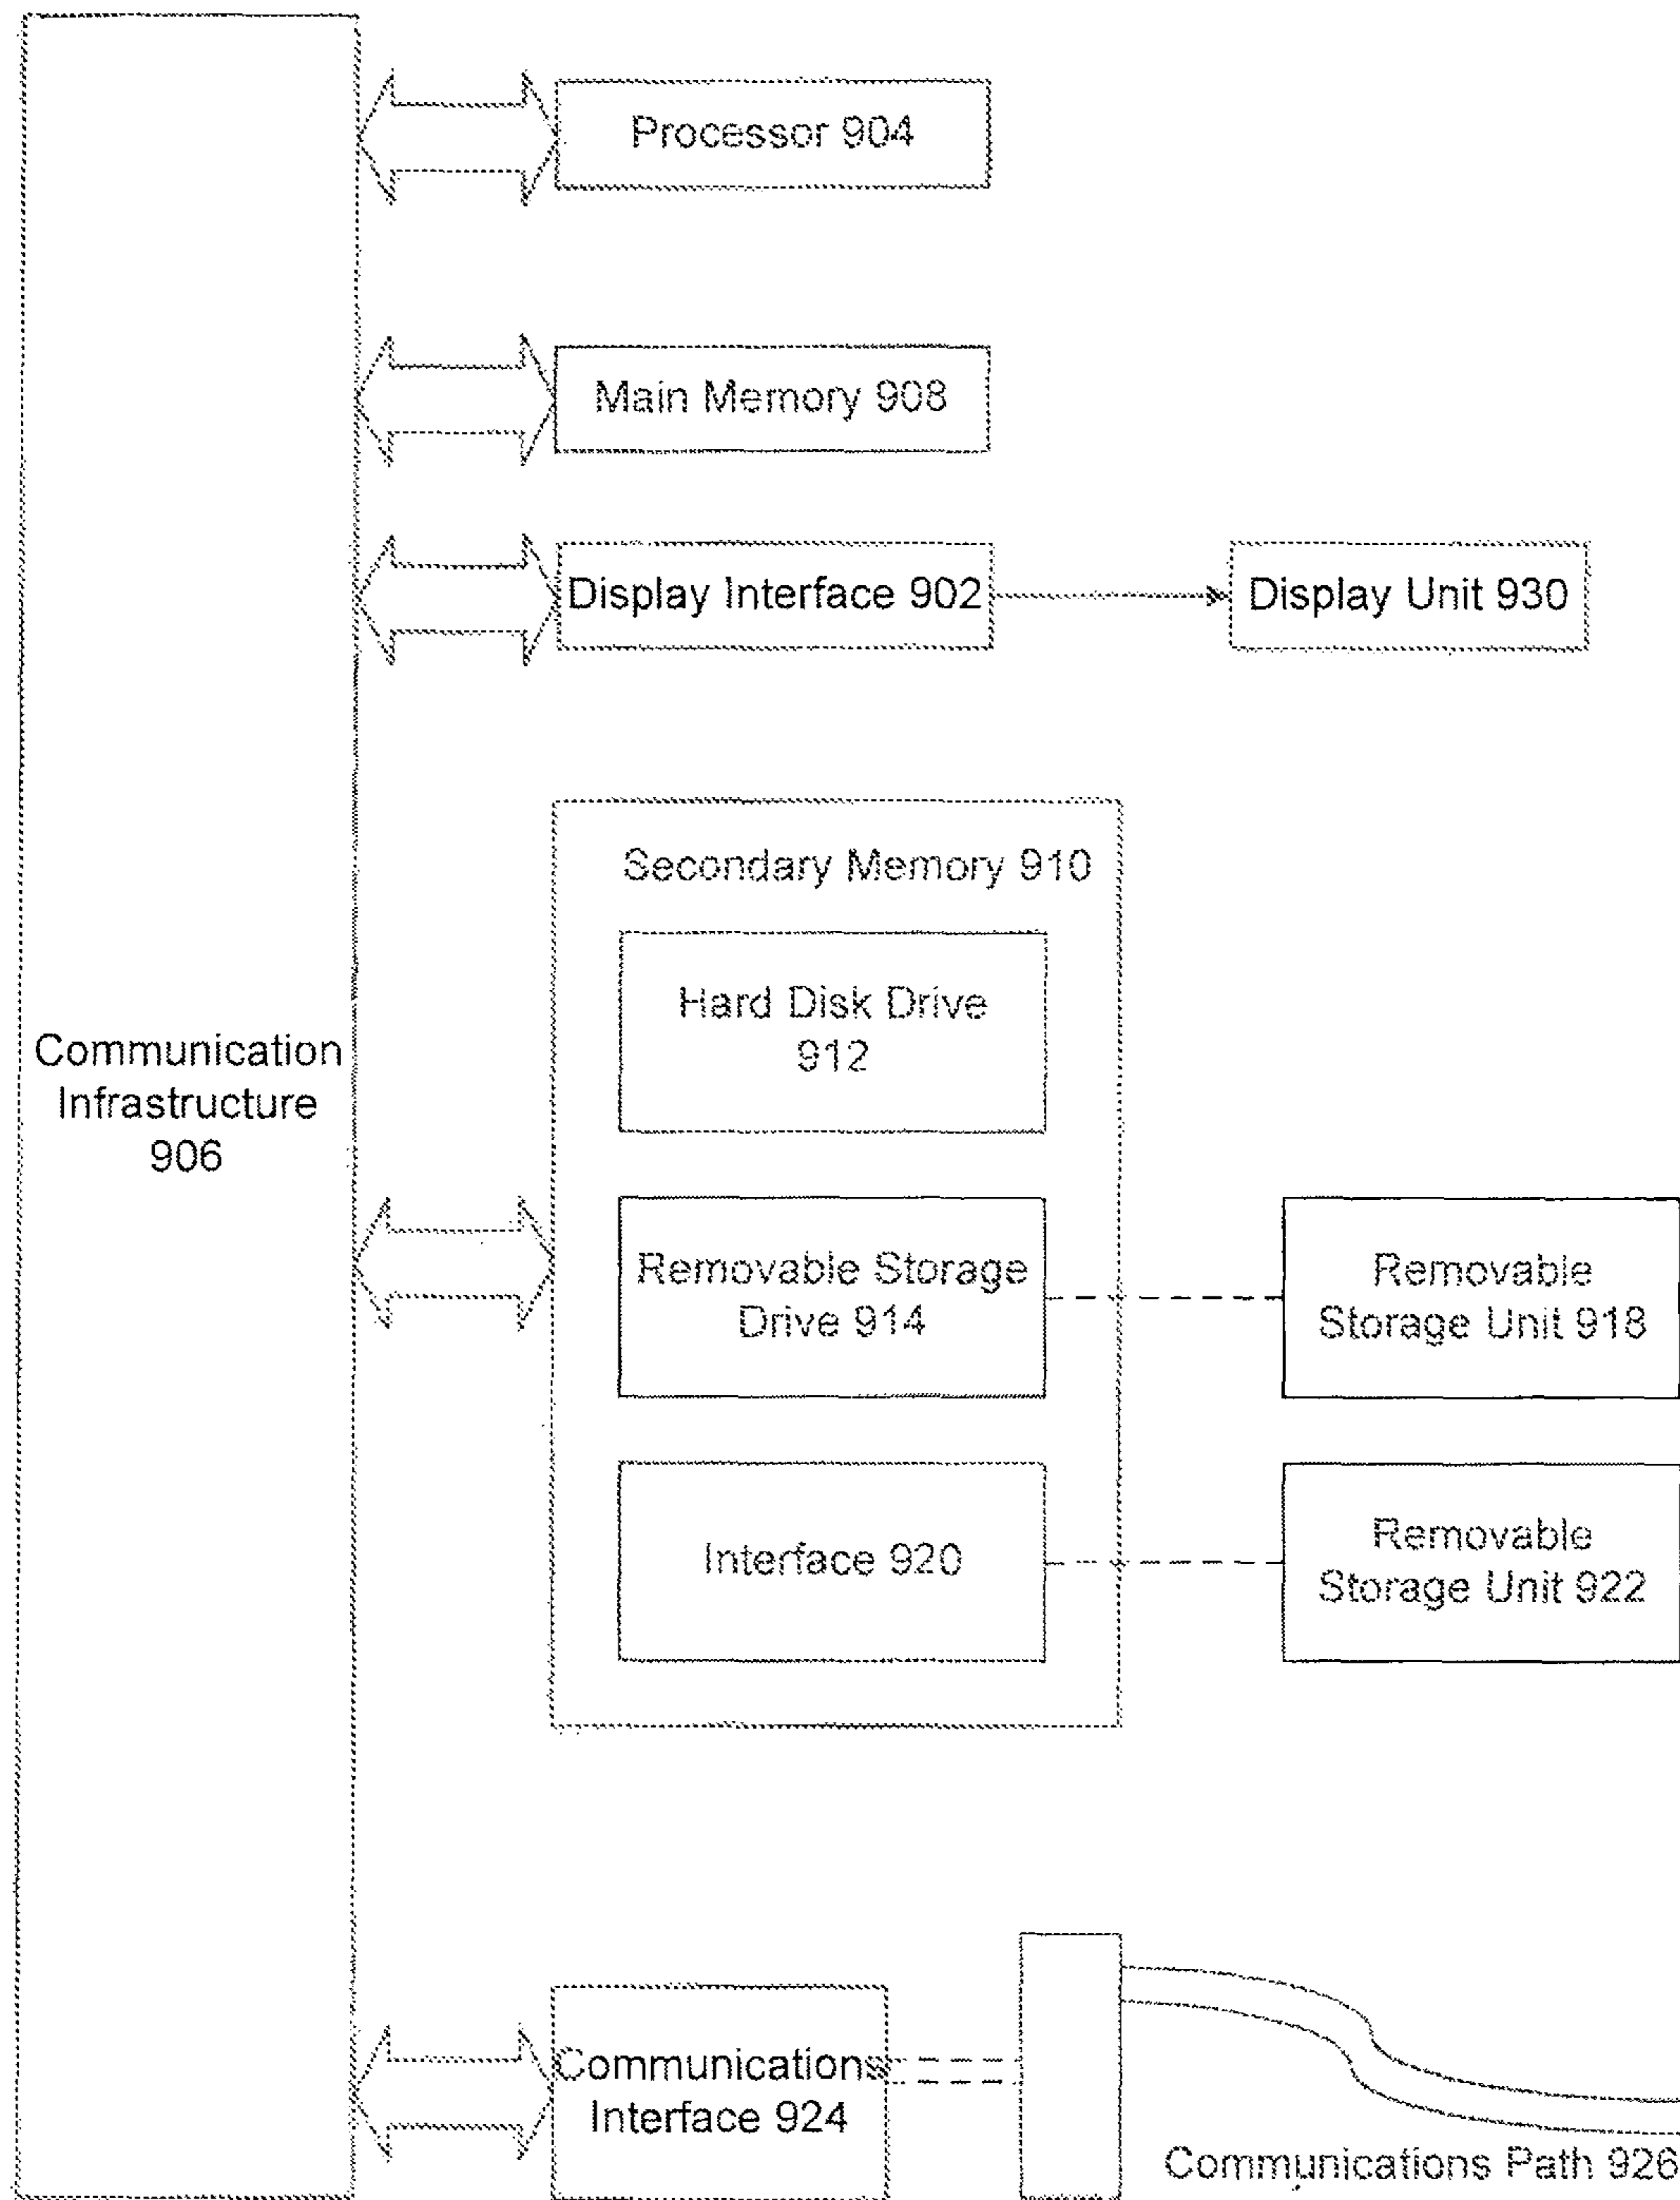 Processor 904
Main Memory 908
Display Interface 902
Display Unit 930
Secondary Memory 910
Hard Disk Drive
912
Communication
Infrastructure
906
Removable Storage
Drive 914
Removable
Storage Unit 918
Interface 920
Removable
Storage Unit 922
Communications
Interface 924
Communications Path 926